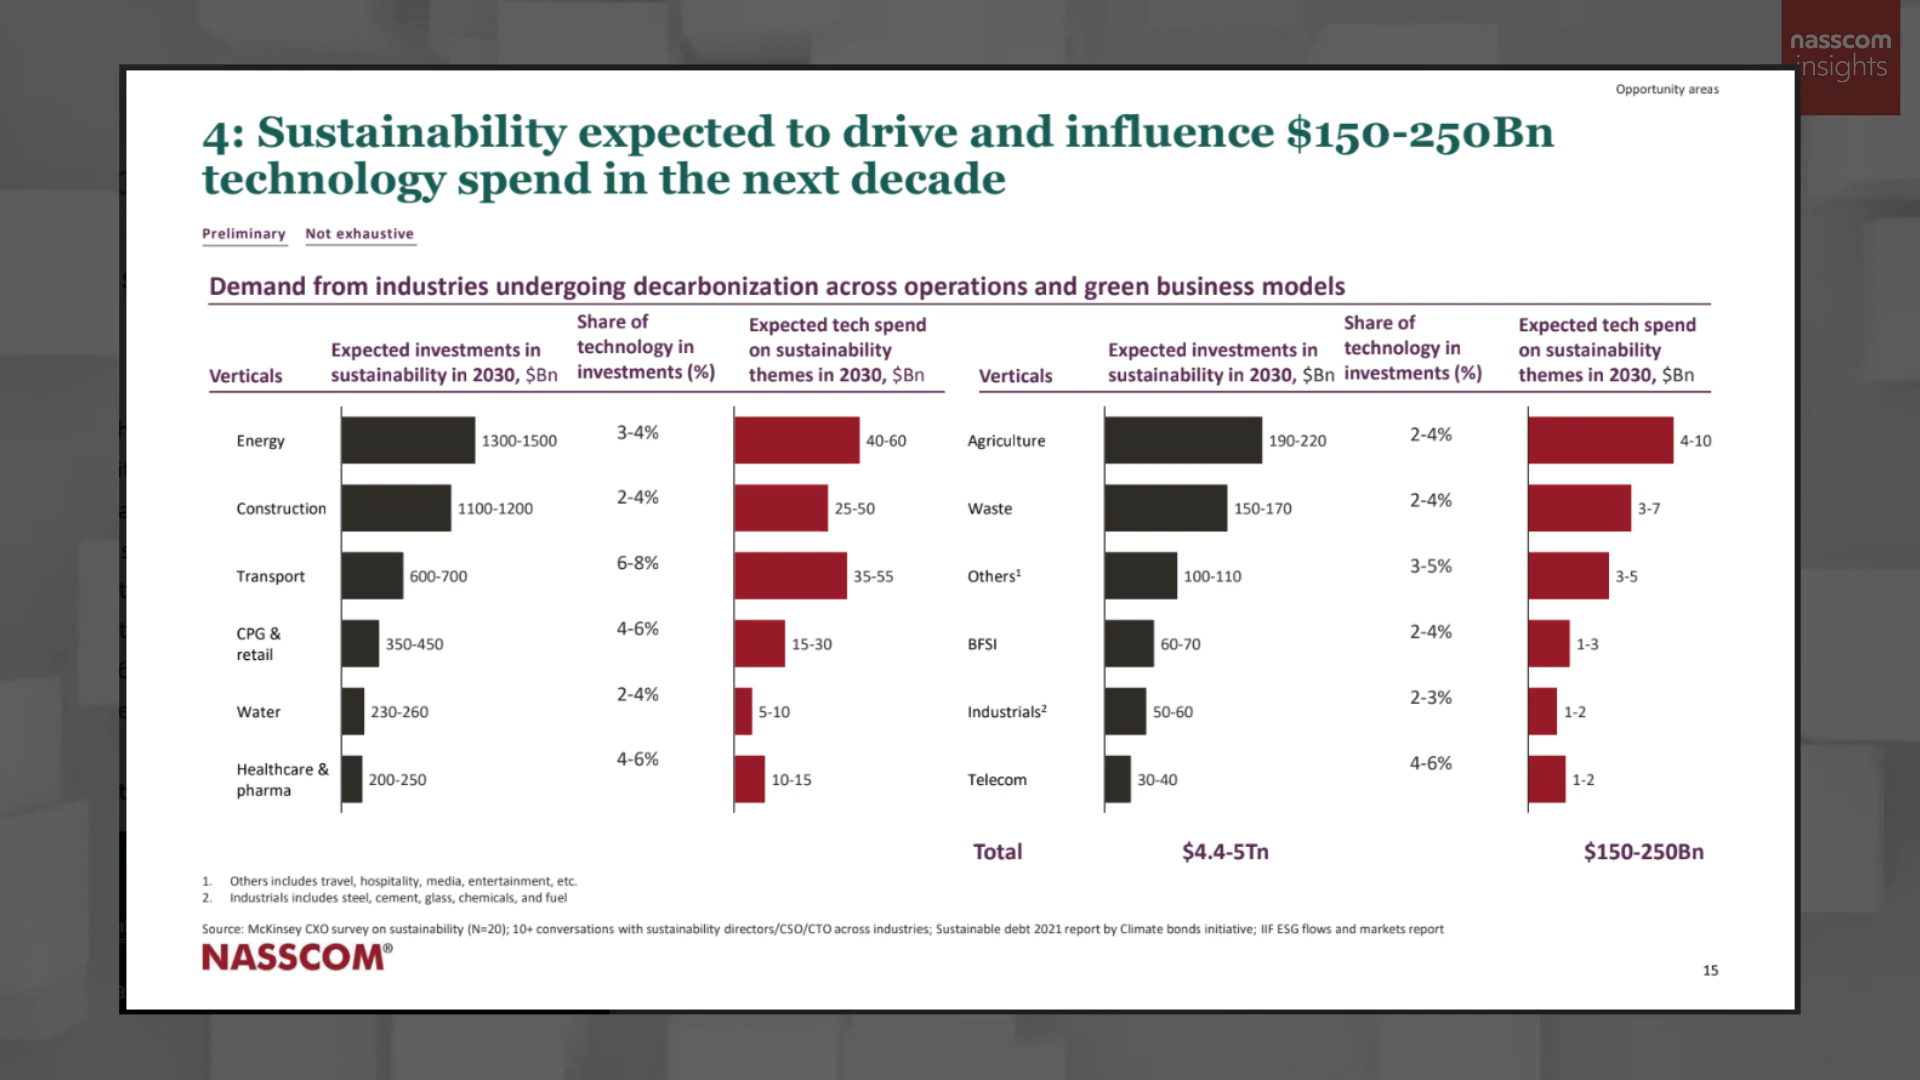 nasscom
insights
Opportunity areas
4: Sustainability expected to drive and influence $150-250Bn
technology spend in the next decade
Preliminary Not exhaustive
Demand from industries undergoing decarbonization across operations and green business models
Verticals
Expected investments in
sustainability in 2030, $Bn
Share of
technology in
investments (%)
Expected tech spend
on sustainability
themes in 2030, $Bn
Energy 1300-1500 3-4% 40-60
Construction 1100-1200 2-4% 25-50
Transport 600-700 6-8% 35-55
CPG &
retail 350-450 4-6% 15-30
Water 230-260 2-4% 5-10
Healthcare &
pharma 200-250 4-6% 10-15
Verticals
Expected investments in
sustainability in 2030, $Bn
Share of
technology in
investments (%)
Expected tech spend
on sustainability
themes in 2030, $Bn
Agriculture 190-220 2-4% 4-10
Waste 150-170 2-4% 3-7
Others¹ 100-110 3-5% 3-5
BFSI 60-70 2-4% 1-3
Industrials² 50-60 2-3% 1-2
Telecom 30-40 4-6% 1-2
Total $4.4-5Tn $150-250Bn
1. Others includes travel, hospitality, media, entertainment, etc.
2. Industrials includes steel, cement, glass, chemicals, and fuel
Source: McKinsey CXO survey on sustainability (N=20); 10+ conversations with sustainability directors/CSO/CTO across industries; Sustainable debt 2021 report by Climate bonds initiative; IIF ESG flows and markets report
NASSCOM®
15